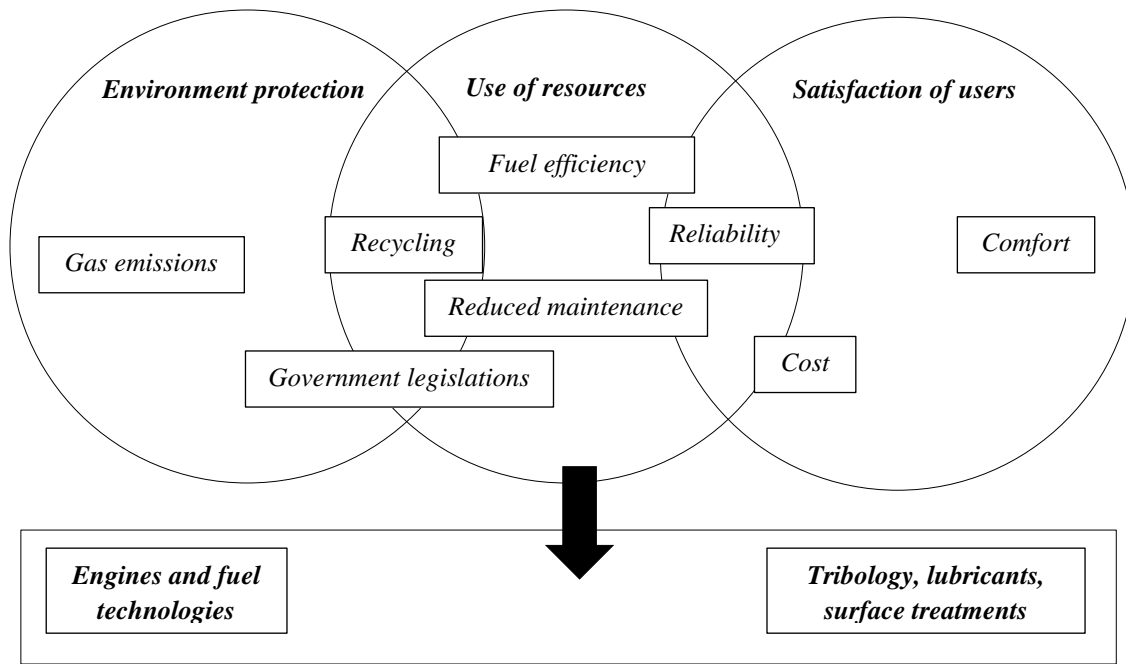 Environment protection
Use of resources
Satisfaction of users
Fuel efficiency
Recycling
Reliability
Comfort
Gas emissions
Reduced maintenance
Government legislations
Cost
Engines and fuel
technologies
Tribology, lubricants,
surface treatments